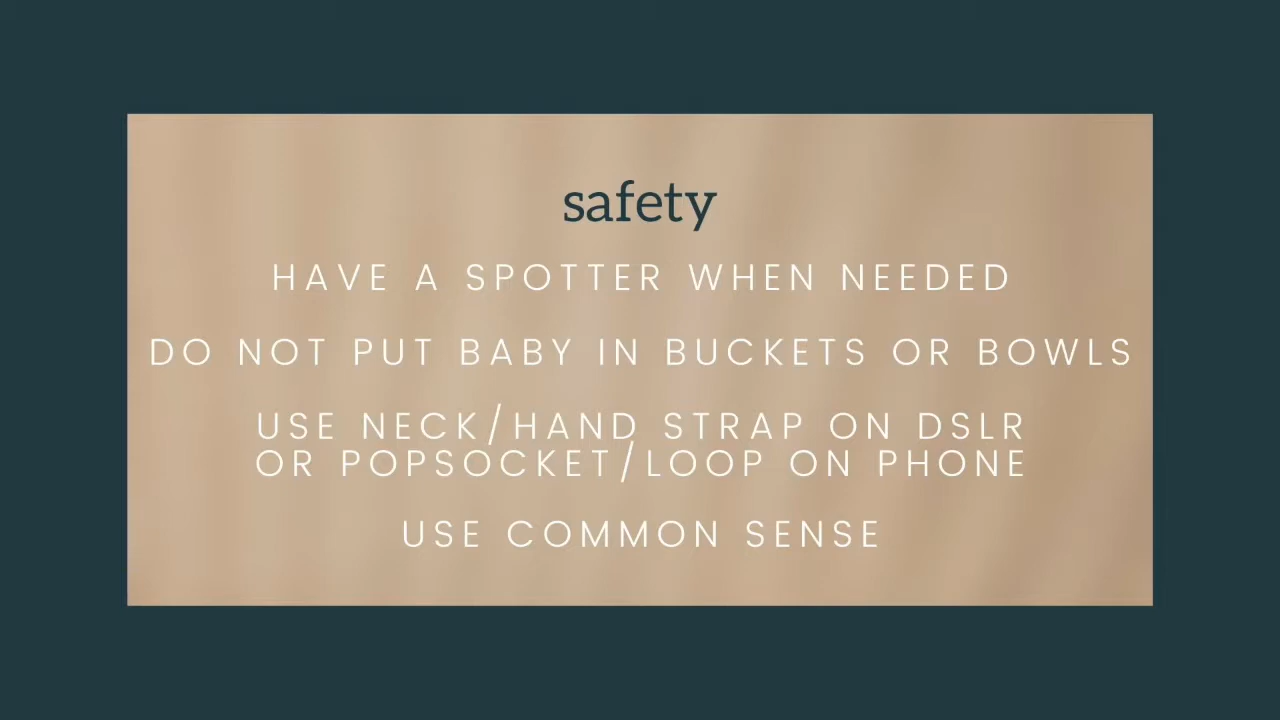 safety
HAVE A SPOTTER WHEN NEEDED
DO NOT PUT BABY IN BUCKETS OR BOWLS
USE NECK/HAND STRAP ON DSLR
OR POPSOCKET/LOOP ON PHONE
USE COMMON SENSE